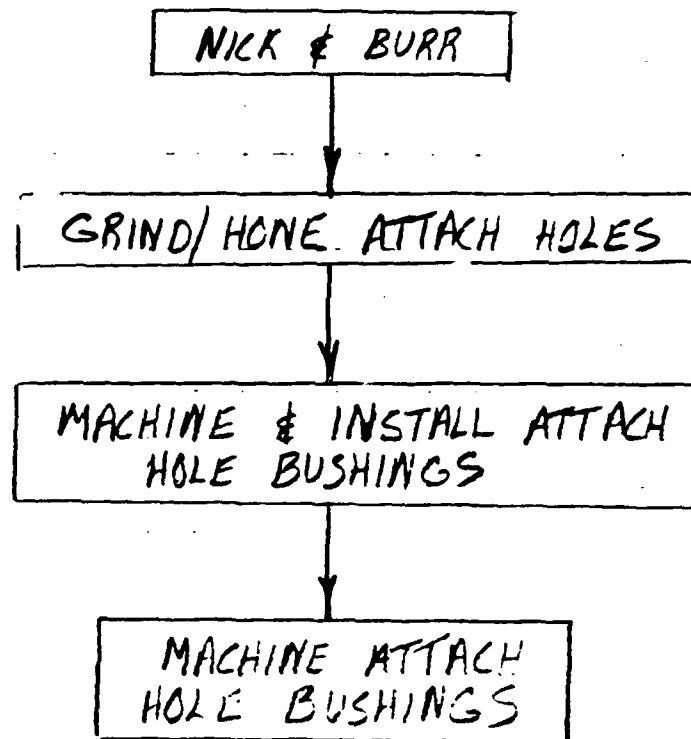 NICK & BURR
GRIND/HONE ATTACH HOLES
MACHINE & INSTALL ATTACH
HOLE BUSHINGS
MACHINE ATTACH
HOLE BUSHINGS